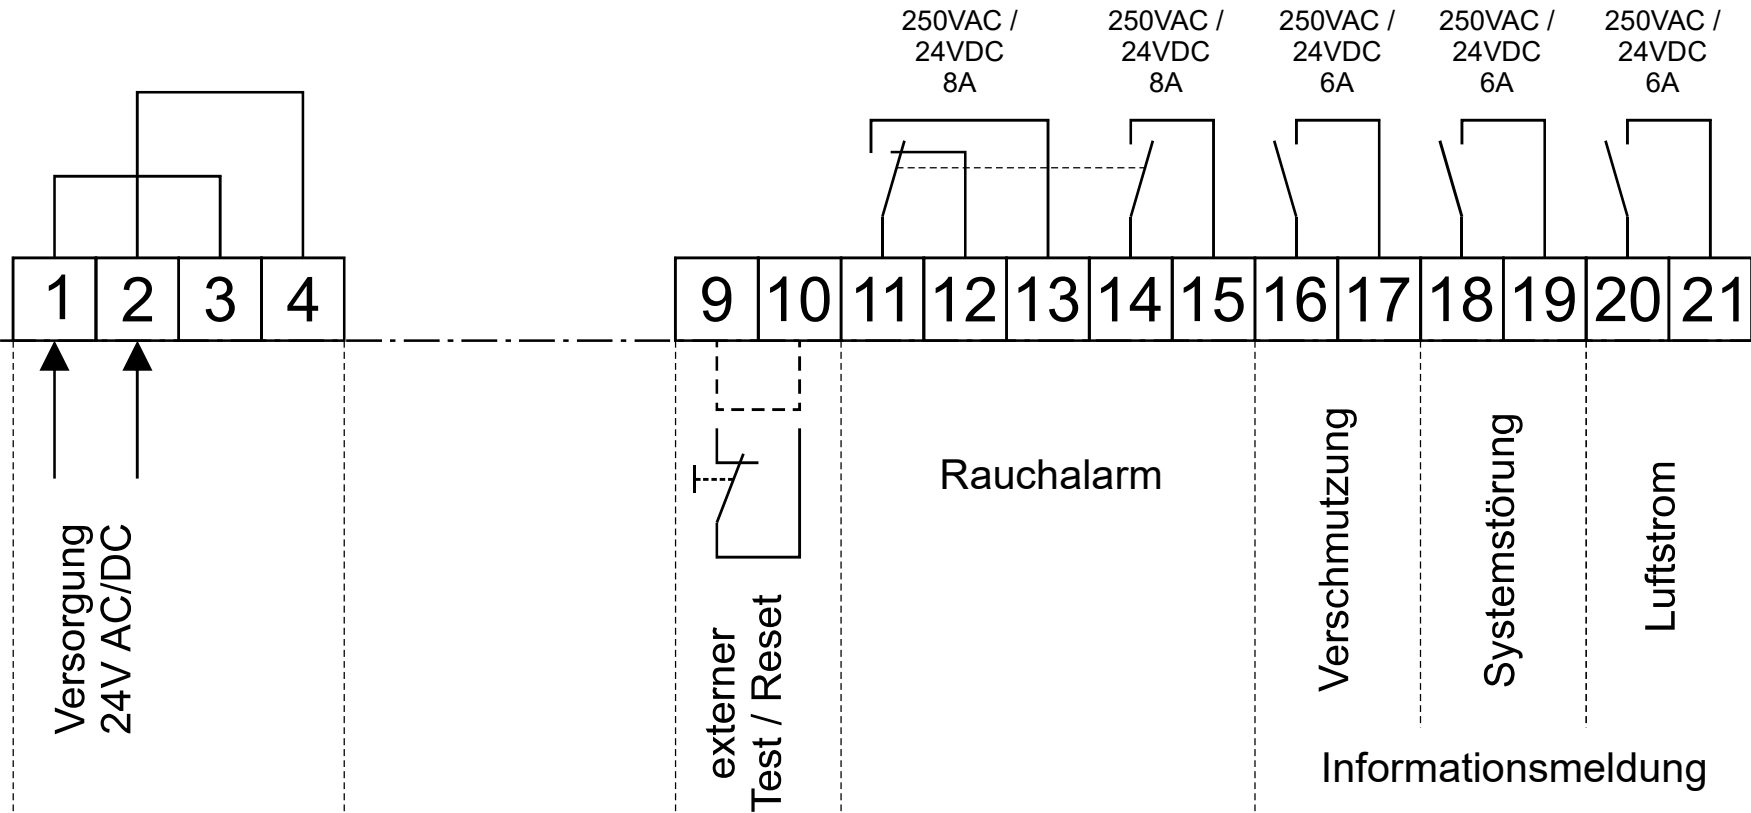 250VAC /
24VDC
8A
250VAC /
24VDC
8A
250VAC /
24VDC
6A
250VAC /
24VDC
6A
250VAC /
24VDC
6A
1 2 3 4
9 10 11 12 13 14 15 16 17 18 19 20 21
Versorgung
24V AC/DC
externer
Test / Reset
Rauchalarm
Verschmutzung
Systemstörung
Luftstrom
Informationsmeldung